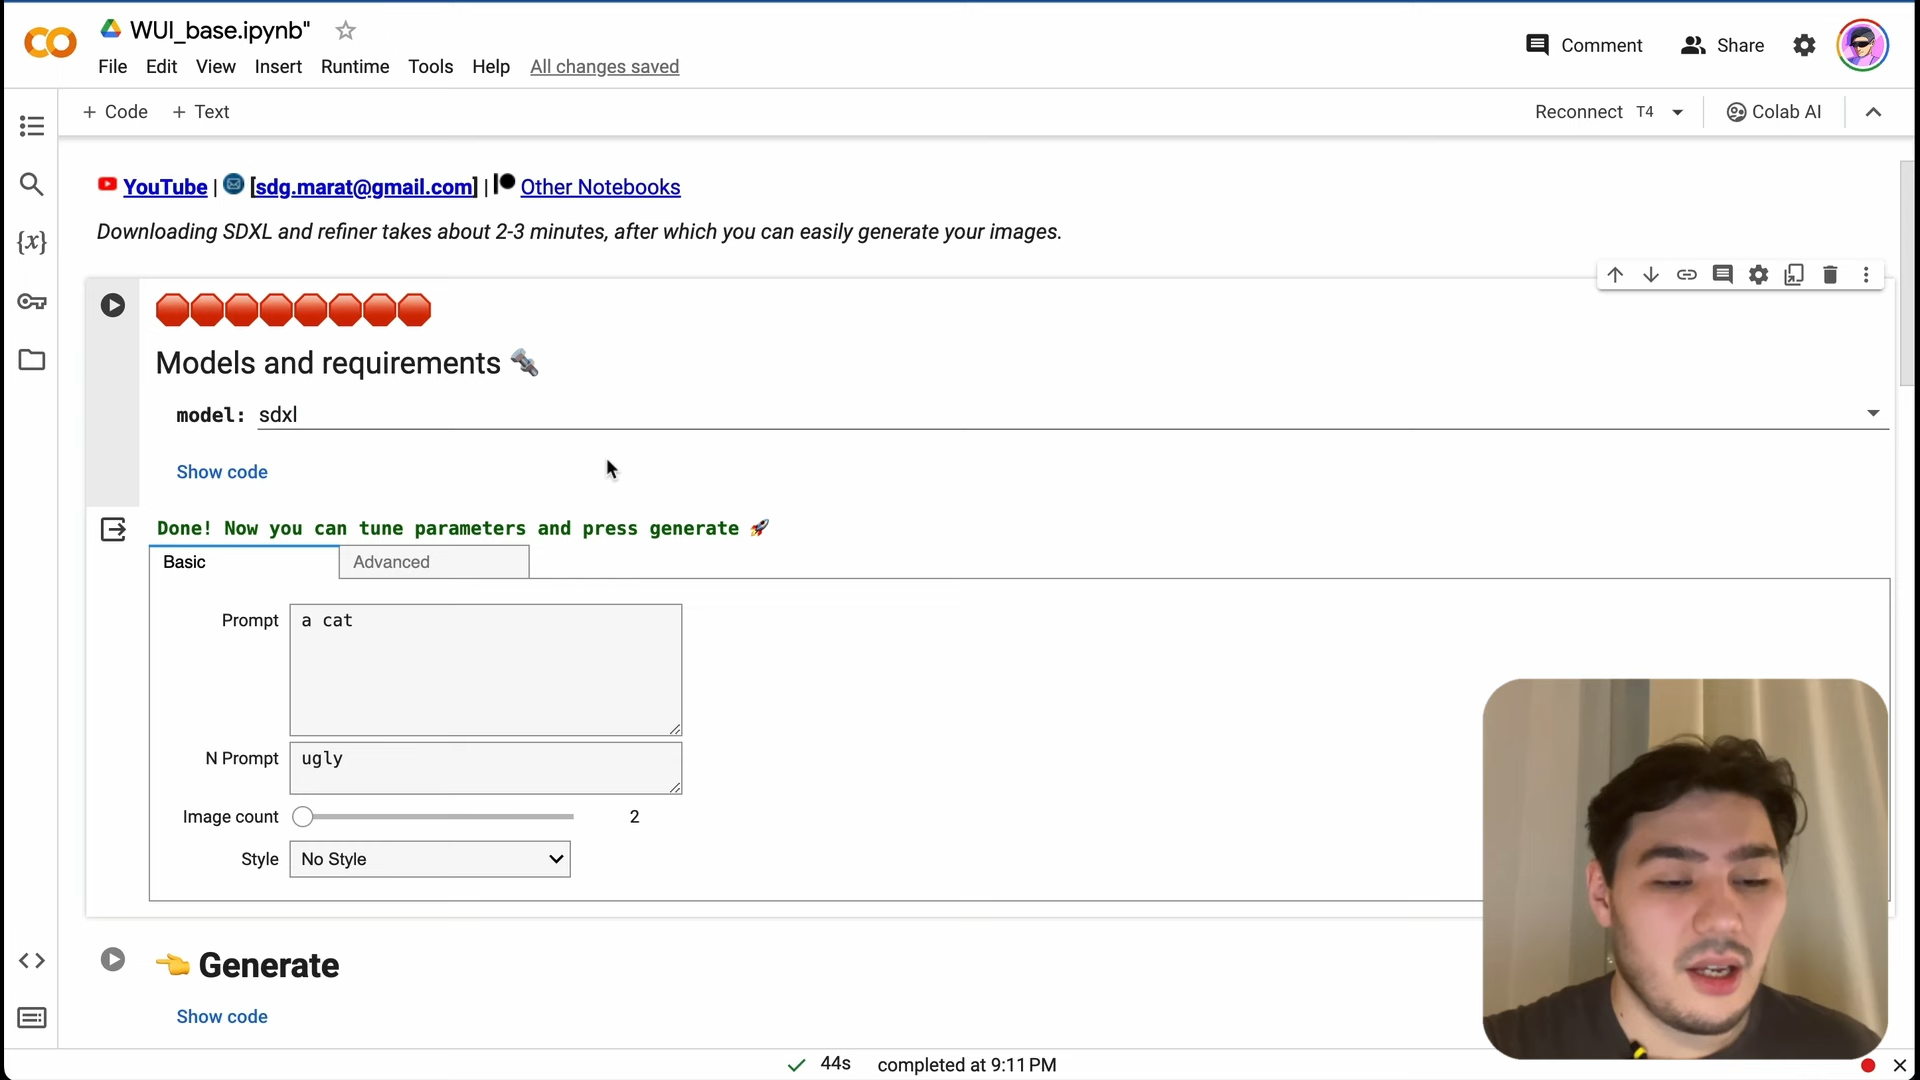 WUI_base.ipynb"
File Edit View Insert Runtime Tools Help All changes saved
Comment Share
+ Code + Text
Reconnect T4 Colab AI
YouTube | [sdg.marat@gmail.com] | Other Notebooks
Downloading SDXL and refiner takes about 2-3 minutes, after which you can easily generate your images.
{x}
Models and requirements
model: sdxl
Show code
Done! Now you can tune parameters and press generate
Basic Advanced
Prompt a cat
N Prompt ugly
Image count 2
Style No Style
Generate
Show code
44s completed at 9:11 PM